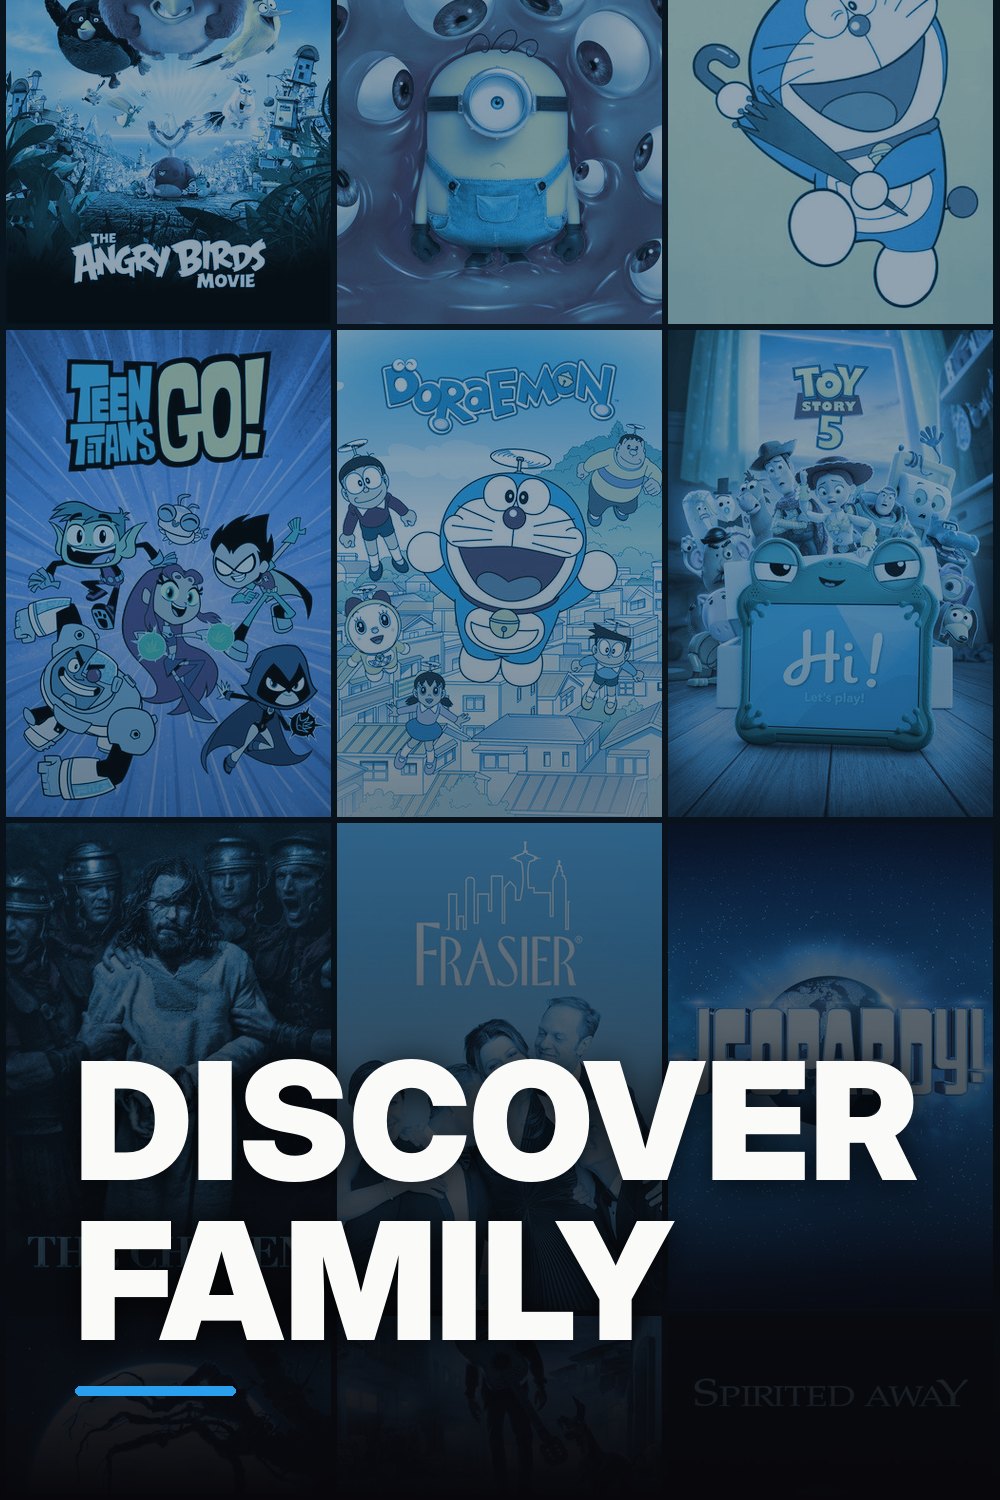 THE
ANGRY BIRDS
MOVIE
TEEN
TITANS
GO!
DORAEMON
TOY
STORY
5
Hi!
Let's play!
FRASIER®
JEOPARDY!
DISCOVER
FAMILY
SPIRITED AWAY